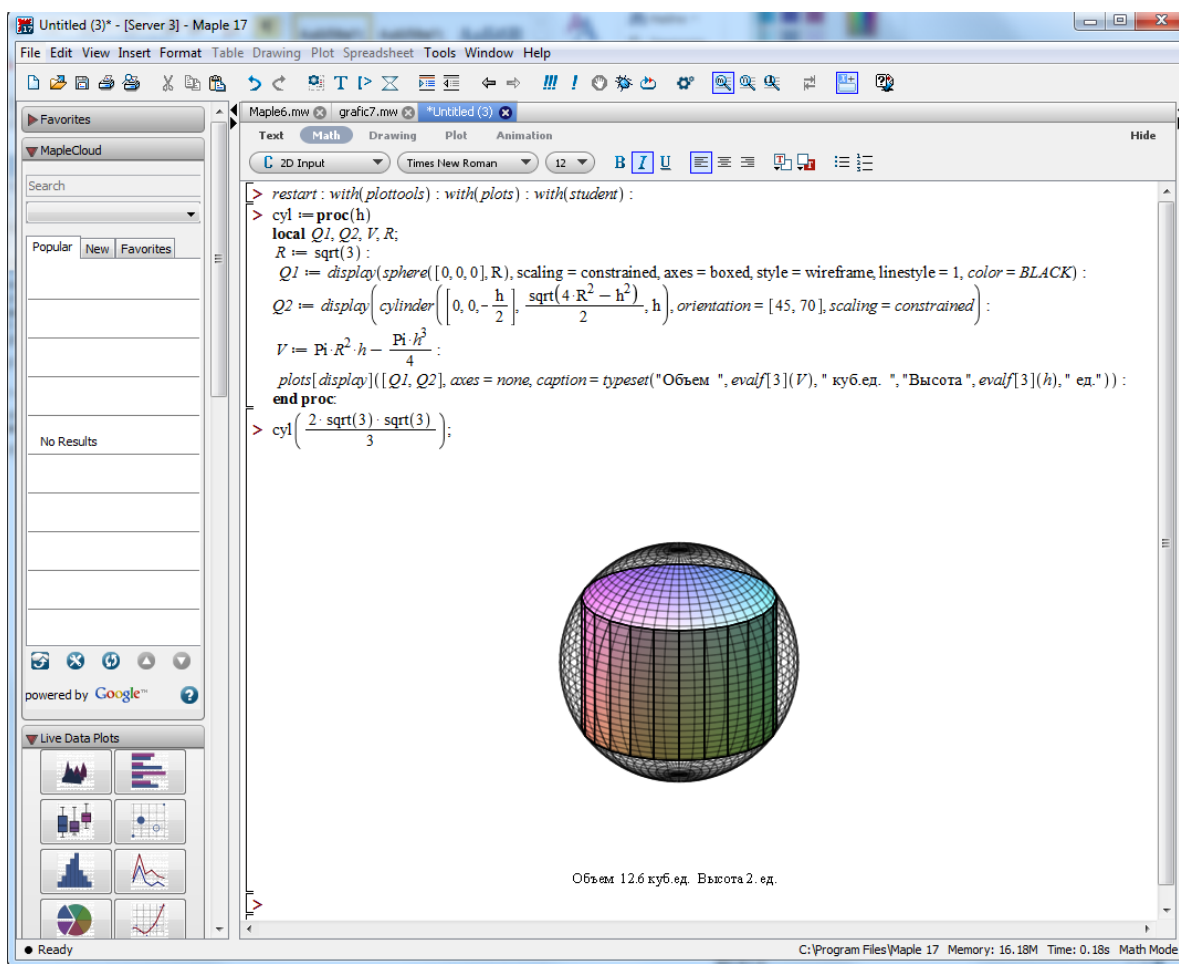 Untitled (3)* - [Server 3] - Maple 17
File Edit View Insert Format Table Drawing Plot Spreadsheet Tools Window Help
Favorites
MapleCloud
Search
Popular New Favorites
No Results
powered by Google™
Live Data Plots
Maple6.mw grafic7.mw *Untitled (3)
Text Math Drawing Plot Animation Hide
C 2D Input Times New Roman 12 B I U
> restart : with(plottools) : with(plots) : with(student) :
> cyl := proc(h)
local Q1, Q2, V, R;
R := sqrt(3) :
Q1 := display(sphere([0, 0, 0], R), scaling = constrained, axes = boxed, style = wireframe, linestyle = 1, color = BLACK) :
Q2 := display(cylinder([0, 0, -h/2], sqrt(4·R^2 − h^2)/2, h), orientation = [45, 70], scaling = constrained) :
V := Pi·R^2·h − Pi·h^3/4 :
plots[display]([Q1, Q2], axes = none, caption = typeset("Объем ", evalf[3](V), " куб.ед. ", "Высота ", evalf[3](h), " ед.")) :
end proc:
> cyl(2·sqrt(3)·sqrt(3)/3);
Объем 12.6 куб.ед. Высота 2. ед.
>
Ready
C:\Program Files\Maple 17 Memory: 16.18M Time: 0.18s Math Mode